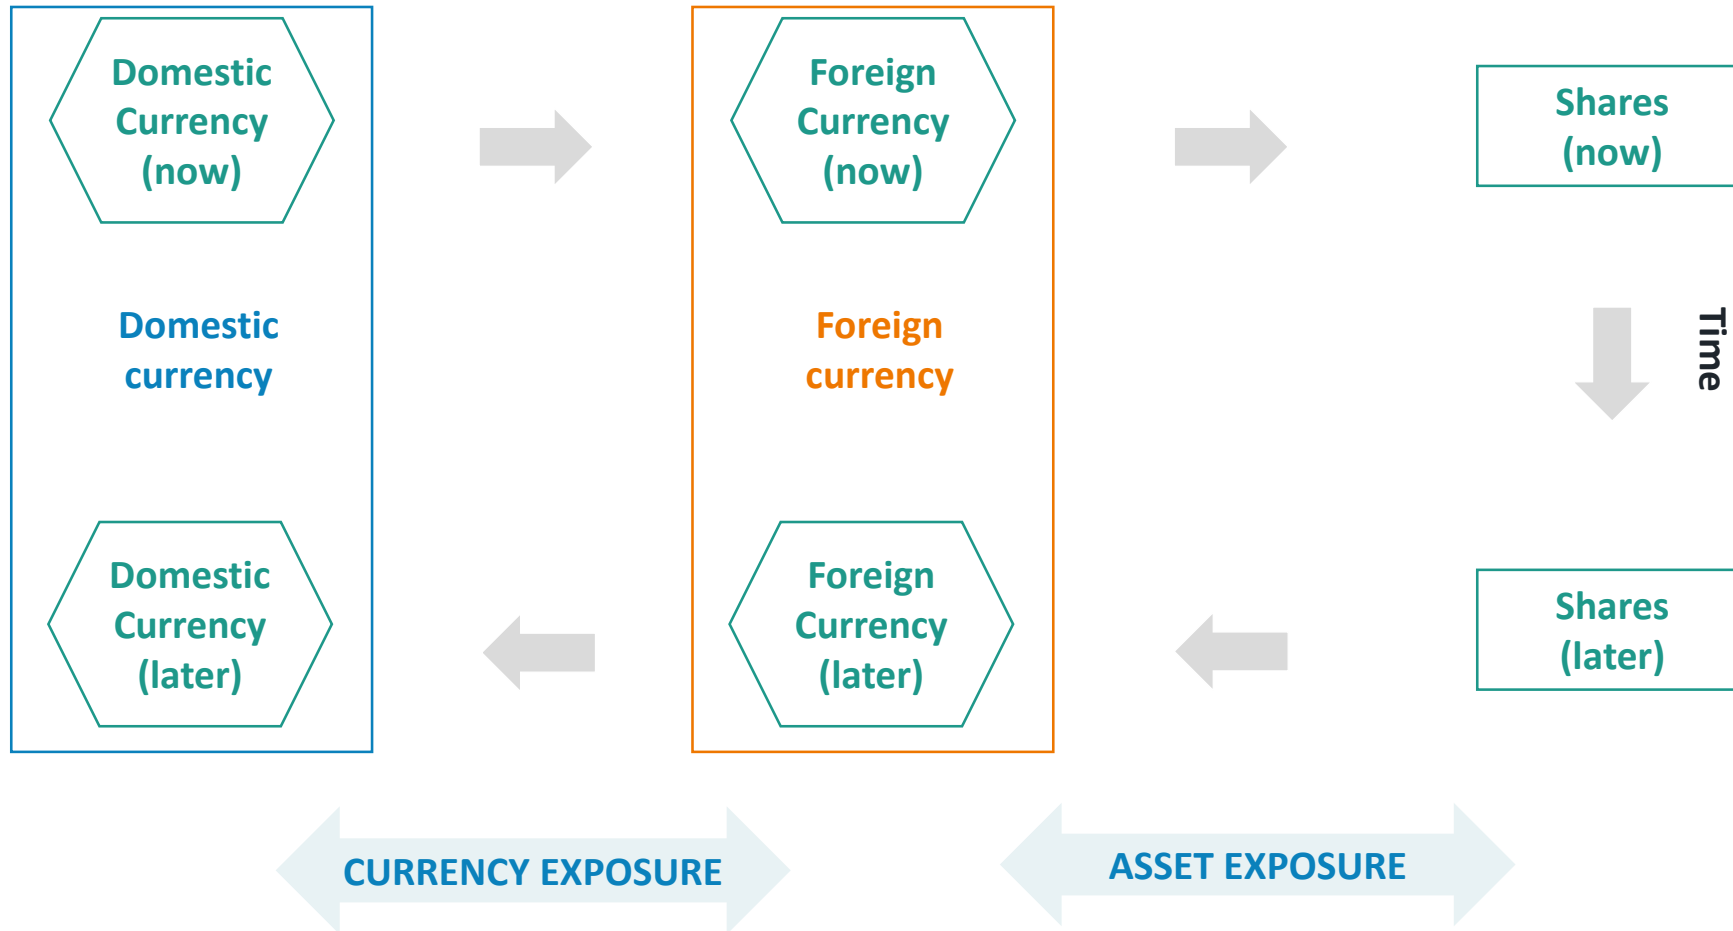 Domestic
Currency
(now)
Foreign
Currency
(now)
Shares
(now)
Domestic
currency
Foreign
currency
Time
Domestic
Currency
(later)
Foreign
Currency
(later)
Shares
(later)
CURRENCY EXPOSURE
ASSET EXPOSURE